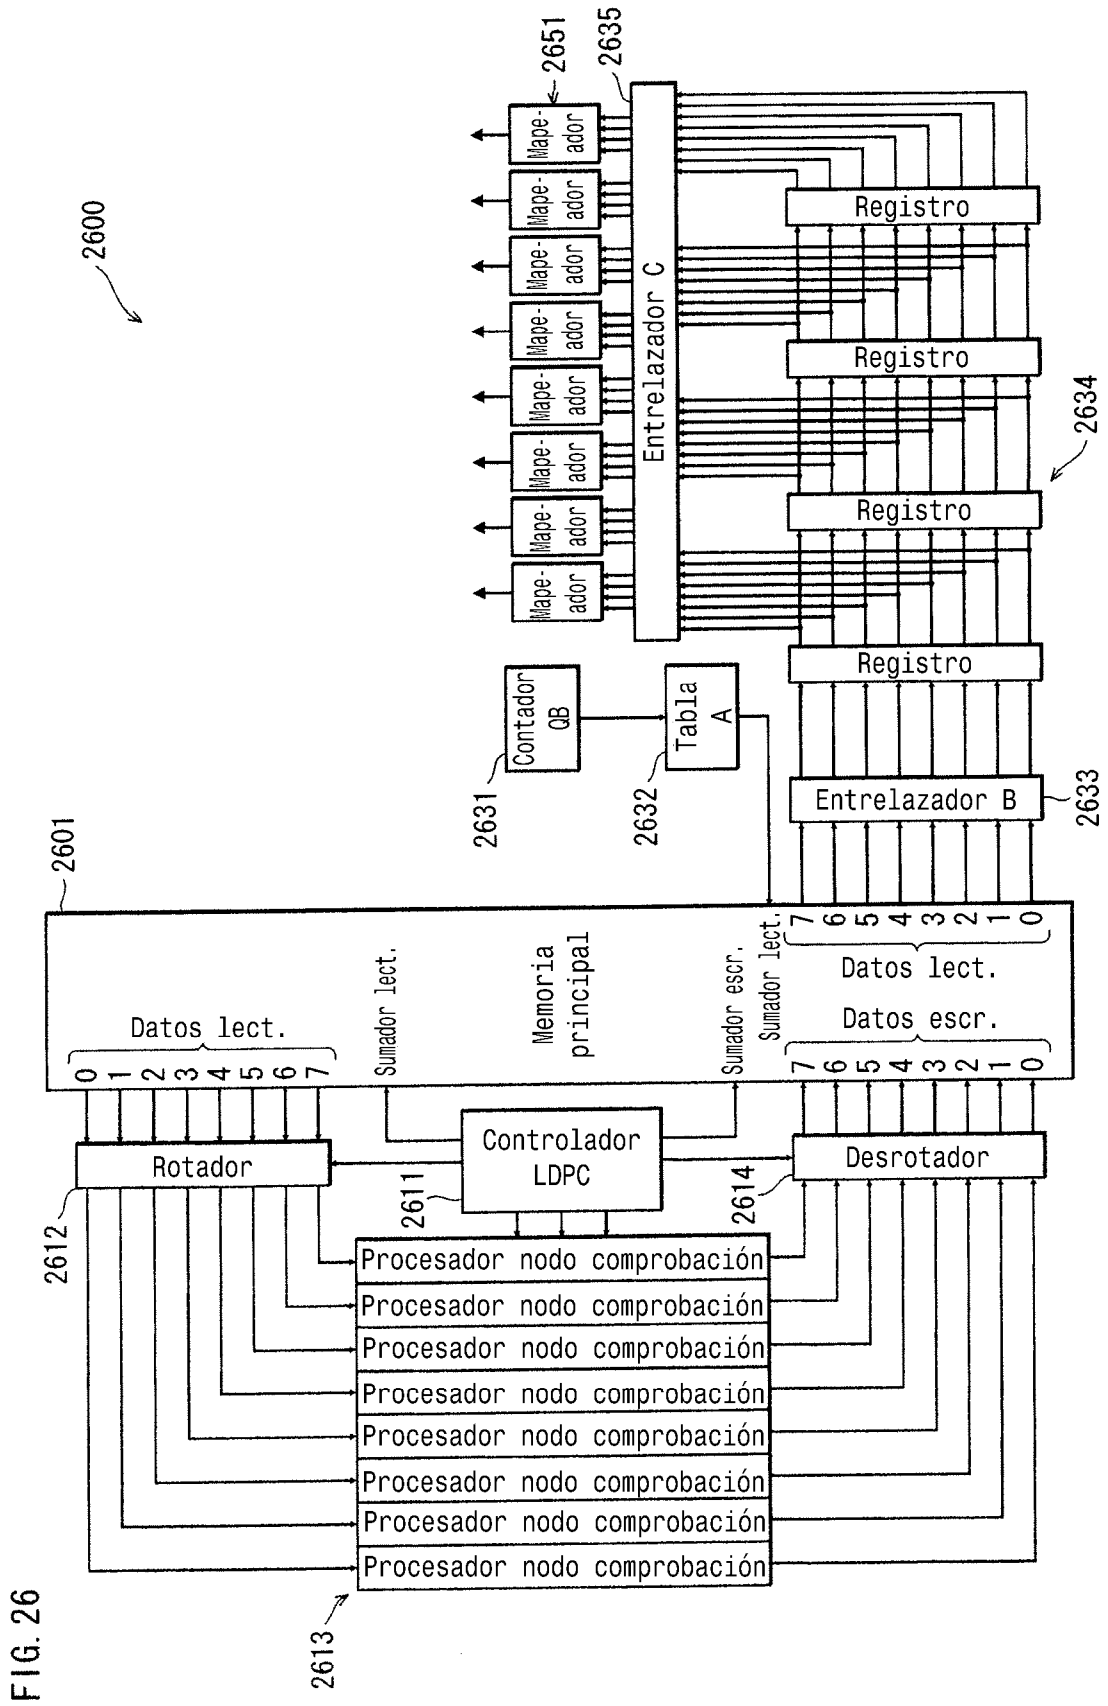 FIG. 26
2600
2601
Memoria
principal
Datos lect.
0
1
2
3
4
5
6
7
Sumador lect.
Sumador escr.
Sumador lect.
Datos escr.
7
6
5
4
3
2
1
0
Datos lect.
7
6
5
4
3
2
1
0
2612
Rotador
2611
Controlador
LDPC
2614
Desrotador
2613
Procesador nodo comprobación
Procesador nodo comprobación
Procesador nodo comprobación
Procesador nodo comprobación
Procesador nodo comprobación
Procesador nodo comprobación
Procesador nodo comprobación
Procesador nodo comprobación
2631
Contador
QB
2632
Tabla
A
Entrelazador B
2633
Registro
Registro
Registro
Registro
2634
Entrelazador C
2635
Mape-
ador
Mape-
ador
Mape-
ador
Mape-
ador
Mape-
ador
Mape-
ador
Mape-
ador
Mape-
ador
2651